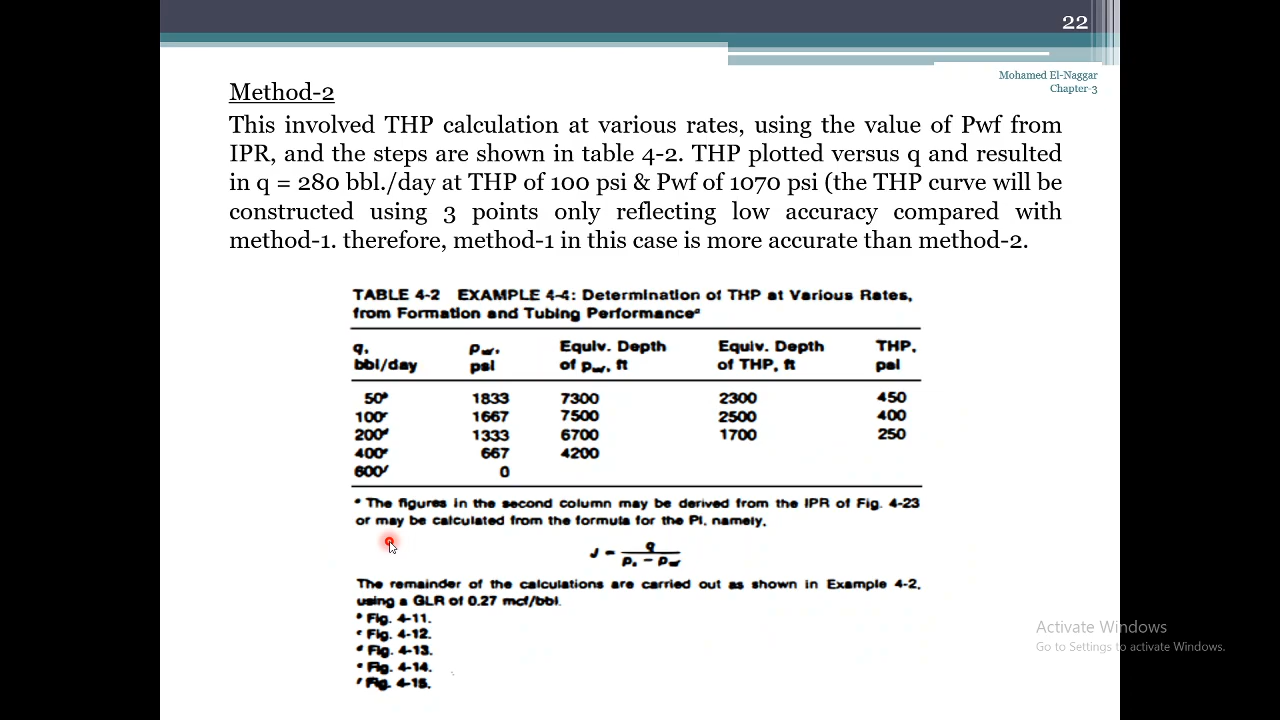 22
Mohamed El-Naggar
Chapter-3
Method-2
This involved THP calculation at various rates, using the value of Pwf from
IPR, and the steps are shown in table 4-2. THP plotted versus q and resulted
in q = 280 bbl./day at THP of 100 psi & Pwf of 1070 psi (the THP curve will be
constructed using 3 points only reflecting low accuracy compared with
method-1. therefore, method-1 in this case is more accurate than method-2.
TABLE 4-2 EXAMPLE 4-4: Determination of THP at Various Rates,
from Formation and Tubing Performanceᵃ
q, pwf, Equiv. Depth Equiv. Depth THP,
bbl/day psi of pwf, ft of THP, ft psi
50ᵇ 1833 7300 2300 450
100ᶜ 1667 7500 2500 400
200ᵈ 1333 6700 1700 250
400ᵉ 667 4200
600ᶠ 0
ᵃ The figures in the second column may be derived from the IPR of Fig. 4-23
or may be calculated from the formula for the PI, namely,
J = q / (ps − pwf)
The remainder of the calculations are carried out as shown in Example 4-2,
using a GLR of 0.27 mcf/bbl.
ᵇ Fig. 4-11.
ᶜ Fig. 4-12.
ᵈ Fig. 4-13.
ᵉ Fig. 4-14.
ᶠ Fig. 4-15.
Activate Windows
Go to Settings to activate Windows.